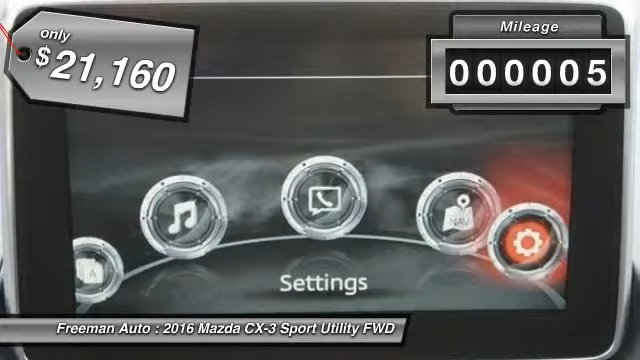 only
$21,160
Mileage
000005
NAV
A
Settings
Freeman Auto : 2016 Mazda CX-3 Sport Utility FWD